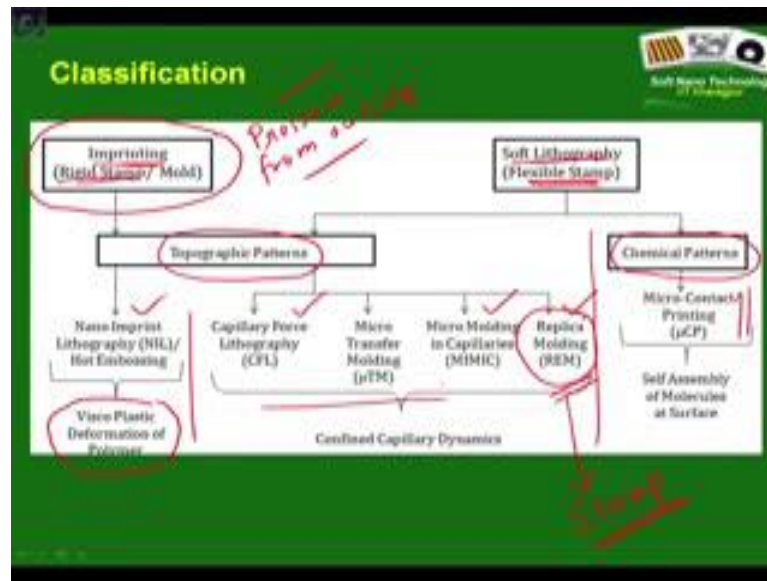 Classification
Soft Nano Technology
IIT Kharagpur
Pressure
from outside
Imprinting
(Rigid Stamp/ Mold)
Soft Lithography
(Flexible Stamp)
Topographic Patterns
Chemical Patterns
Nano Imprint
Lithography (NIL)/
Hot Embossing
Capillary Force
Lithography
(CFL)
Micro
Transfer
Molding
(μTM)
Micro Molding
in Capillaries
(MIMIC)
Replica
Molding
(REM)
Micro-Contact
Printing
(μCP)
Visco Plastic
Deformation of
Polymer
Confined Capillary Dynamics
Self Assembly
of Molecules
at Surface